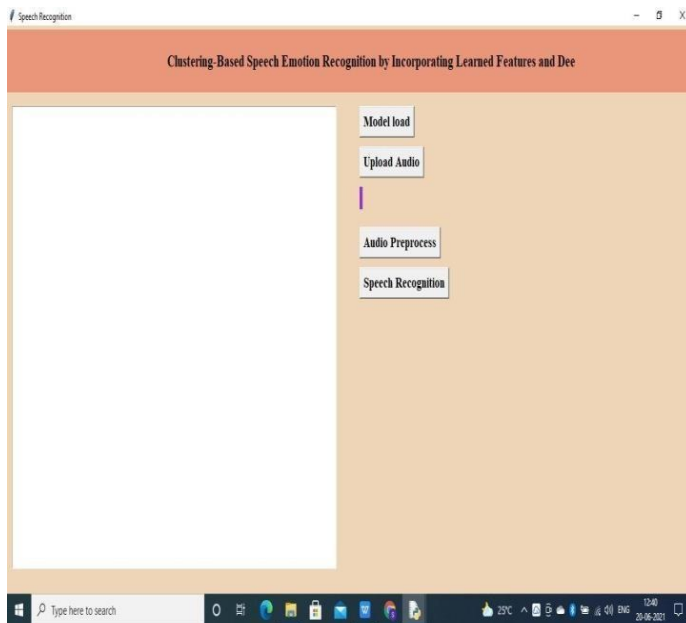 Speech Recognition
Clustering-Based Speech Emotion Recognition by Incorporating Learned Features and Dee
Model load
Upload Audio
Audio Preprocess
Speech Recognition
Type here to search
25°C
ENG
12:40
20-06-2021